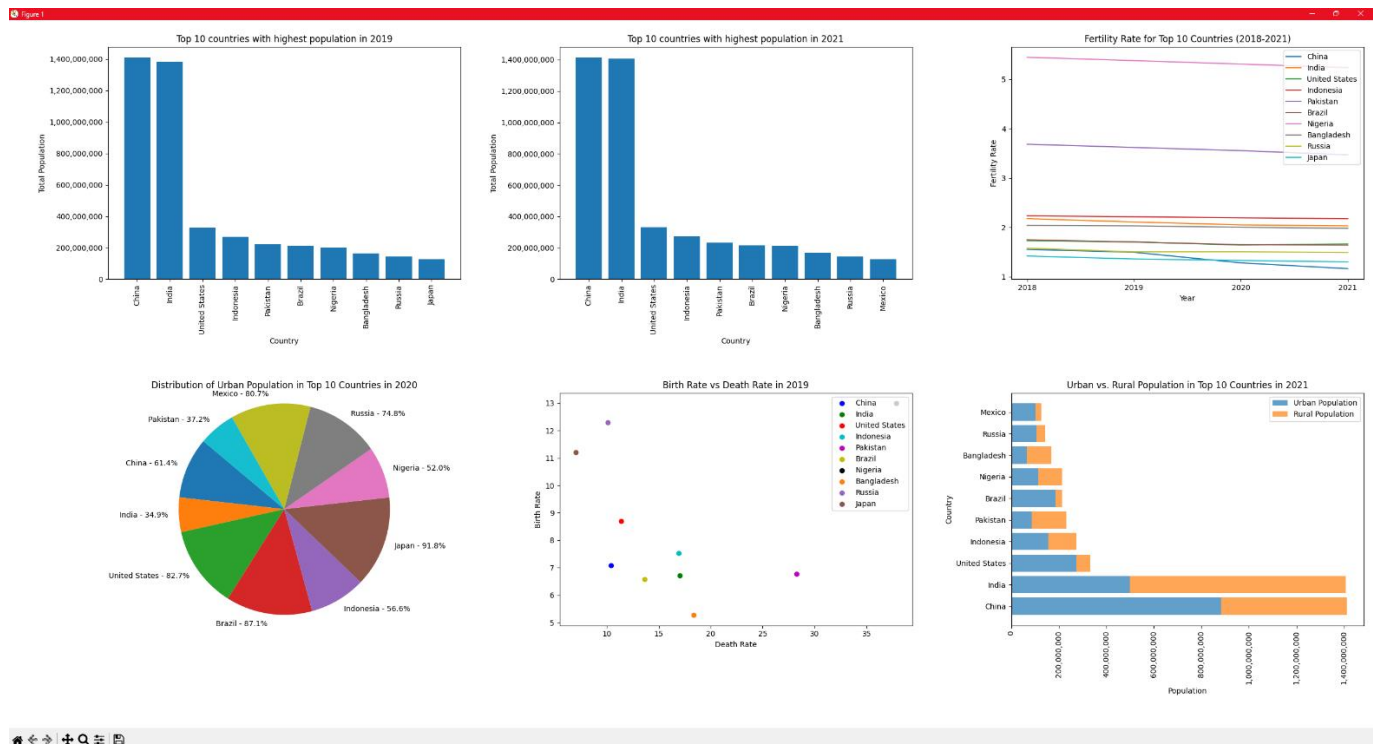 Figure 1
Top 10 countries with highest population in 2019
1,400,000,000
1,200,000,000
1,000,000,000
800,000,000
600,000,000
400,000,000
200,000,000
0
Total Population
China
India
United States
Indonesia
Pakistan
Brazil
Nigeria
Bangladesh
Russia
Japan
Country
Top 10 countries with highest population in 2021
1,400,000,000
1,200,000,000
1,000,000,000
800,000,000
600,000,000
400,000,000
200,000,000
0
Total Population
China
India
United States
Indonesia
Pakistan
Brazil
Nigeria
Bangladesh
Russia
Mexico
Country
Fertility Rate for Top 10 Countries (2018-2021)
China
India
United States
Indonesia
Pakistan
Brazil
Nigeria
Bangladesh
Russia
Japan
5
4
3
2
1
Fertility Rate
2018
2019
2020
2021
Year
Distribution of Urban Population in Top 10 Countries in 2020
Mexico - 80.7%
Russia - 74.8%
Pakistan - 37.2%
Nigeria - 52.0%
China - 61.4%
India - 34.9%
Japan - 91.8%
United States - 82.7%
Indonesia - 56.6%
Brazil - 87.1%
Birth Rate vs Death Rate in 2019
China
India
United States
Indonesia
Pakistan
Brazil
Nigeria
Bangladesh
Russia
Japan
13
12
11
10
9
8
7
6
5
Birth Rate
10
15
20
25
30
35
Death Rate
Urban vs. Rural Population in Top 10 Countries in 2021
Urban Population
Rural Population
Mexico
Russia
Bangladesh
Nigeria
Brazil
Pakistan
Indonesia
United States
India
China
Country
0
200,000,000
400,000,000
600,000,000
800,000,000
1,000,000,000
1,200,000,000
1,400,000,000
Population